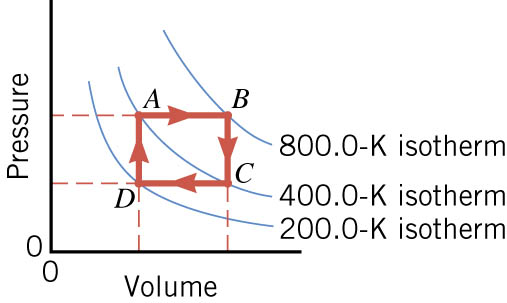 Pressure
A
B
C
D
800.0-K isotherm
400.0-K isotherm
200.0-K isotherm
0
0
Volume